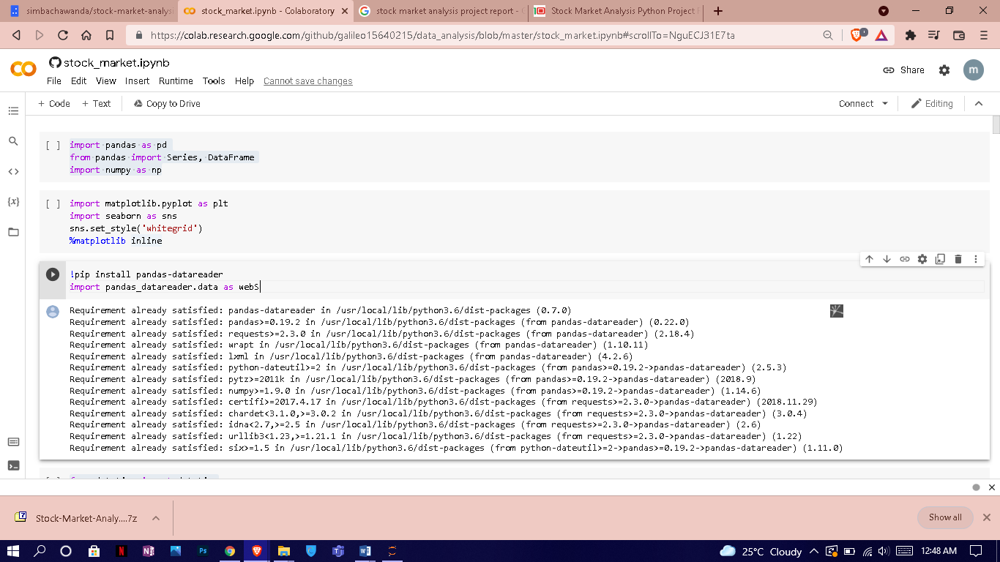 simbachawanda/stock-market-analysis
stock_market.ipynb - Colaboratory
stock market analysis project report -
Stock Market Analysis Python Project
https://colab.research.google.com/github/galileo15640215/data_analysis/blob/master/stock_market.ipynb#scrollTo=NguECJ31E7ta
stock_market.ipynb
File Edit View Insert Runtime Tools Help Cannot save changes
Share
m
+ Code + Text Copy to Drive
Connect Editing
[ ] import pandas as pd
from pandas import Series, DataFrame
import numpy as np
[ ] import matplotlib.pyplot as plt
import seaborn as sns
sns.set_style('whitegrid')
%matplotlib inline
!pip install pandas-datareader
import pandas_datareader.data as webS
Requirement already satisfied: pandas-datareader in /usr/local/lib/python3.6/dist-packages (0.7.0)
Requirement already satisfied: pandas>=0.19.2 in /usr/local/lib/python3.6/dist-packages (from pandas-datareader) (0.22.0)
Requirement already satisfied: requests>=2.3.0 in /usr/local/lib/python3.6/dist-packages (from pandas-datareader) (2.18.4)
Requirement already satisfied: wrapt in /usr/local/lib/python3.6/dist-packages (from pandas-datareader) (1.10.11)
Requirement already satisfied: lxml in /usr/local/lib/python3.6/dist-packages (from pandas-datareader) (4.2.6)
Requirement already satisfied: python-dateutil>=2 in /usr/local/lib/python3.6/dist-packages (from pandas>=0.19.2->pandas-datareader) (2.5.3)
Requirement already satisfied: pytz>=2011k in /usr/local/lib/python3.6/dist-packages (from pandas>=0.19.2->pandas-datareader) (2018.9)
Requirement already satisfied: numpy>=1.9.0 in /usr/local/lib/python3.6/dist-packages (from pandas>=0.19.2->pandas-datareader) (1.14.6)
Requirement already satisfied: certifi>=2017.4.17 in /usr/local/lib/python3.6/dist-packages (from requests>=2.3.0->pandas-datareader) (2018.11.29)
Requirement already satisfied: chardet<3.1.0,>=3.0.2 in /usr/local/lib/python3.6/dist-packages (from requests>=2.3.0->pandas-datareader) (3.0.4)
Requirement already satisfied: idna<2.7,>=2.5 in /usr/local/lib/python3.6/dist-packages (from requests>=2.3.0->pandas-datareader) (2.6)
Requirement already satisfied: urllib3<1.23,>=1.21.1 in /usr/local/lib/python3.6/dist-packages (from requests>=2.3.0->pandas-datareader) (1.22)
Requirement already satisfied: six>=1.5 in /usr/local/lib/python3.6/dist-packages (from python-dateutil>=2->pandas>=0.19.2->pandas-datareader) (1.11.0)
Stock-Market-Analy....7z
Show all
25°C Cloudy
12:48 AM